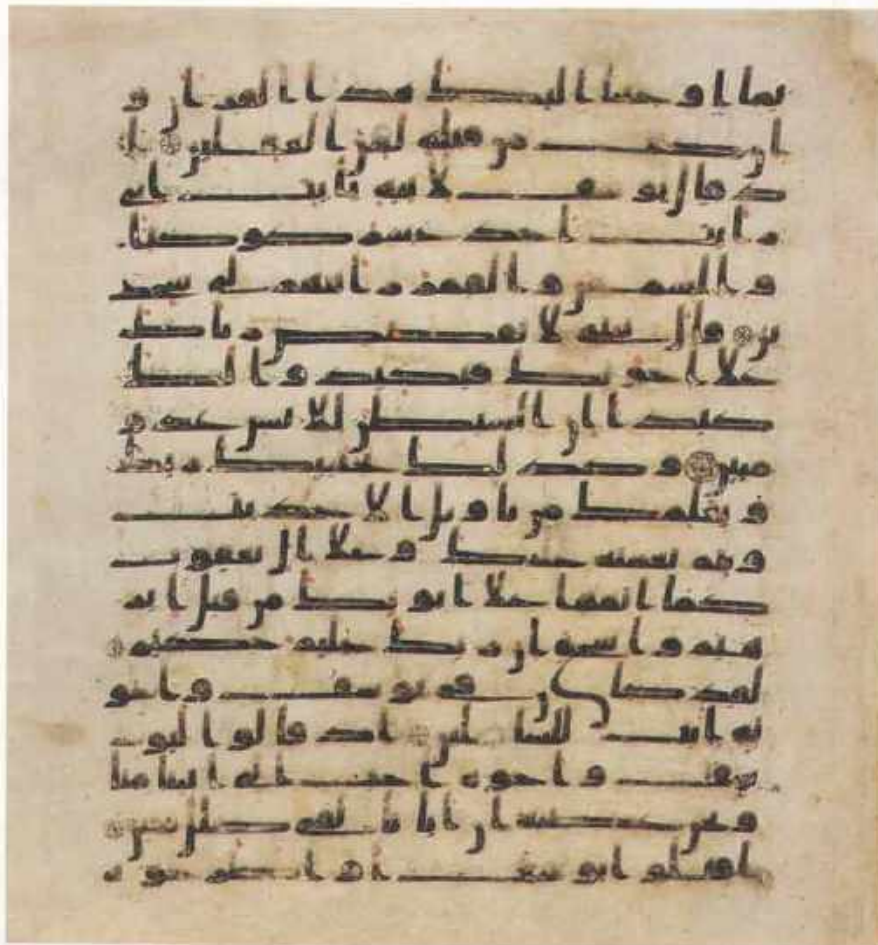 بما اوحينا اليك هذا القران و
ان كنت من قبله لمن الغفلين ۝ ا
ذ قال يوسف لابيه يابت اني
رايت احد عشر كوكبا
والشمس والقمر رايتهم لي سجد
ين ۝ قال يبني لا تقصص رياك
على اخوتك فيكيدوا لك
كيدا ان الشيطن للانسن عدو
مبين ۝ وكذلك يجتبيك ربك
ويعلمك من تاويل الاحديث
ويتم نعمته عليك وعلى ال يعقوب
كما اتمها على ابويك من قبل ابر
هيم واسحق ان ربك عليم حكيم ۝
لقد كان في يوسف واخو
ته ايت للسائلين ۝ اذ قالوا ليو
سف واخوه احب الى ابينا منا
ونحن عصبة ان ابانا لفي ضلل مبين ۝
اقتلوا يوسف او اطرحوه